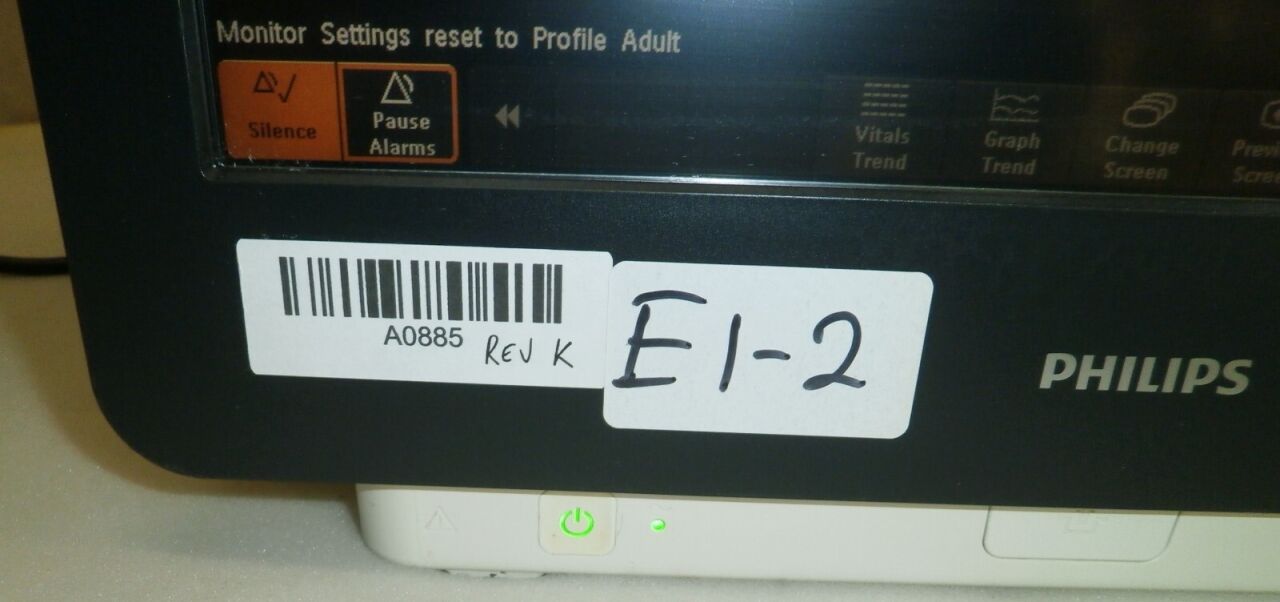 Monitor Settings reset to Profile Adult
Silence
Pause
Alarms
Vitals
Trend
Graph
Trend
Change
Screen
A0885
REV K
E1-2
PHILIPS